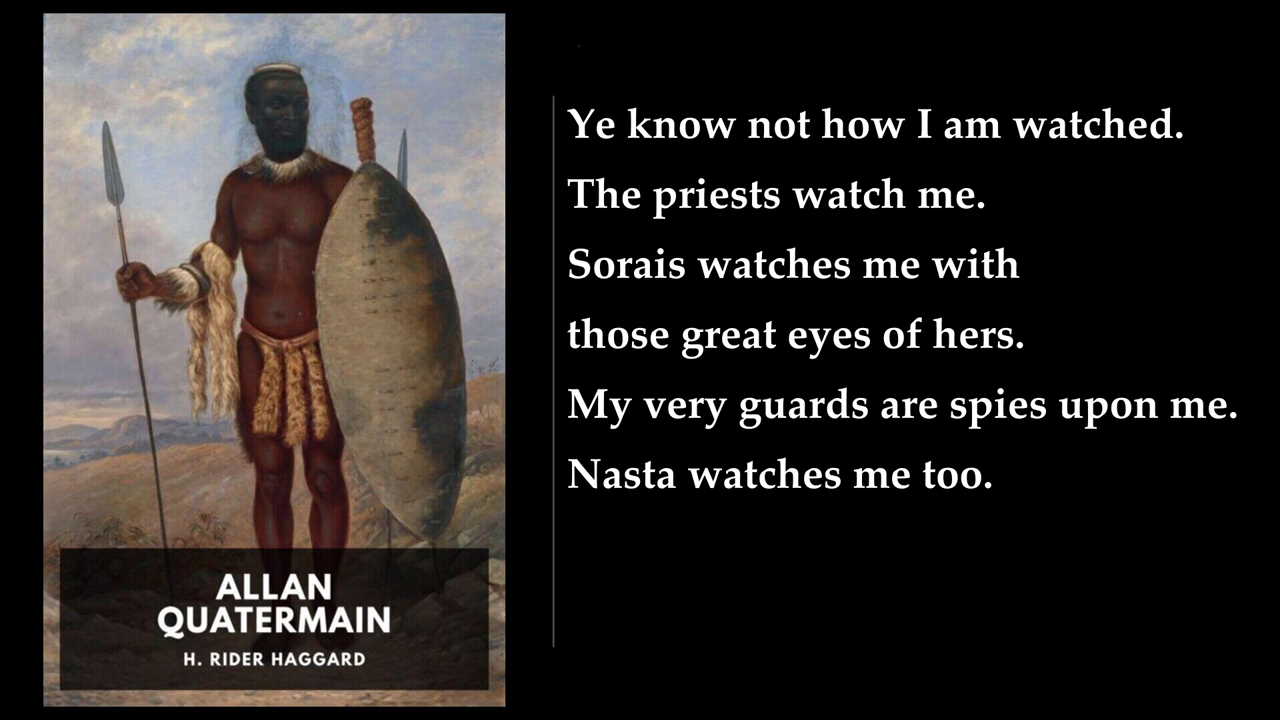 ALLAN
QUATERMAIN
H. RIDER HAGGARD
Ye know not how I am watched.
The priests watch me.
Sorais watches me with
those great eyes of hers.
My very guards are spies upon me.
Nasta watches me too.